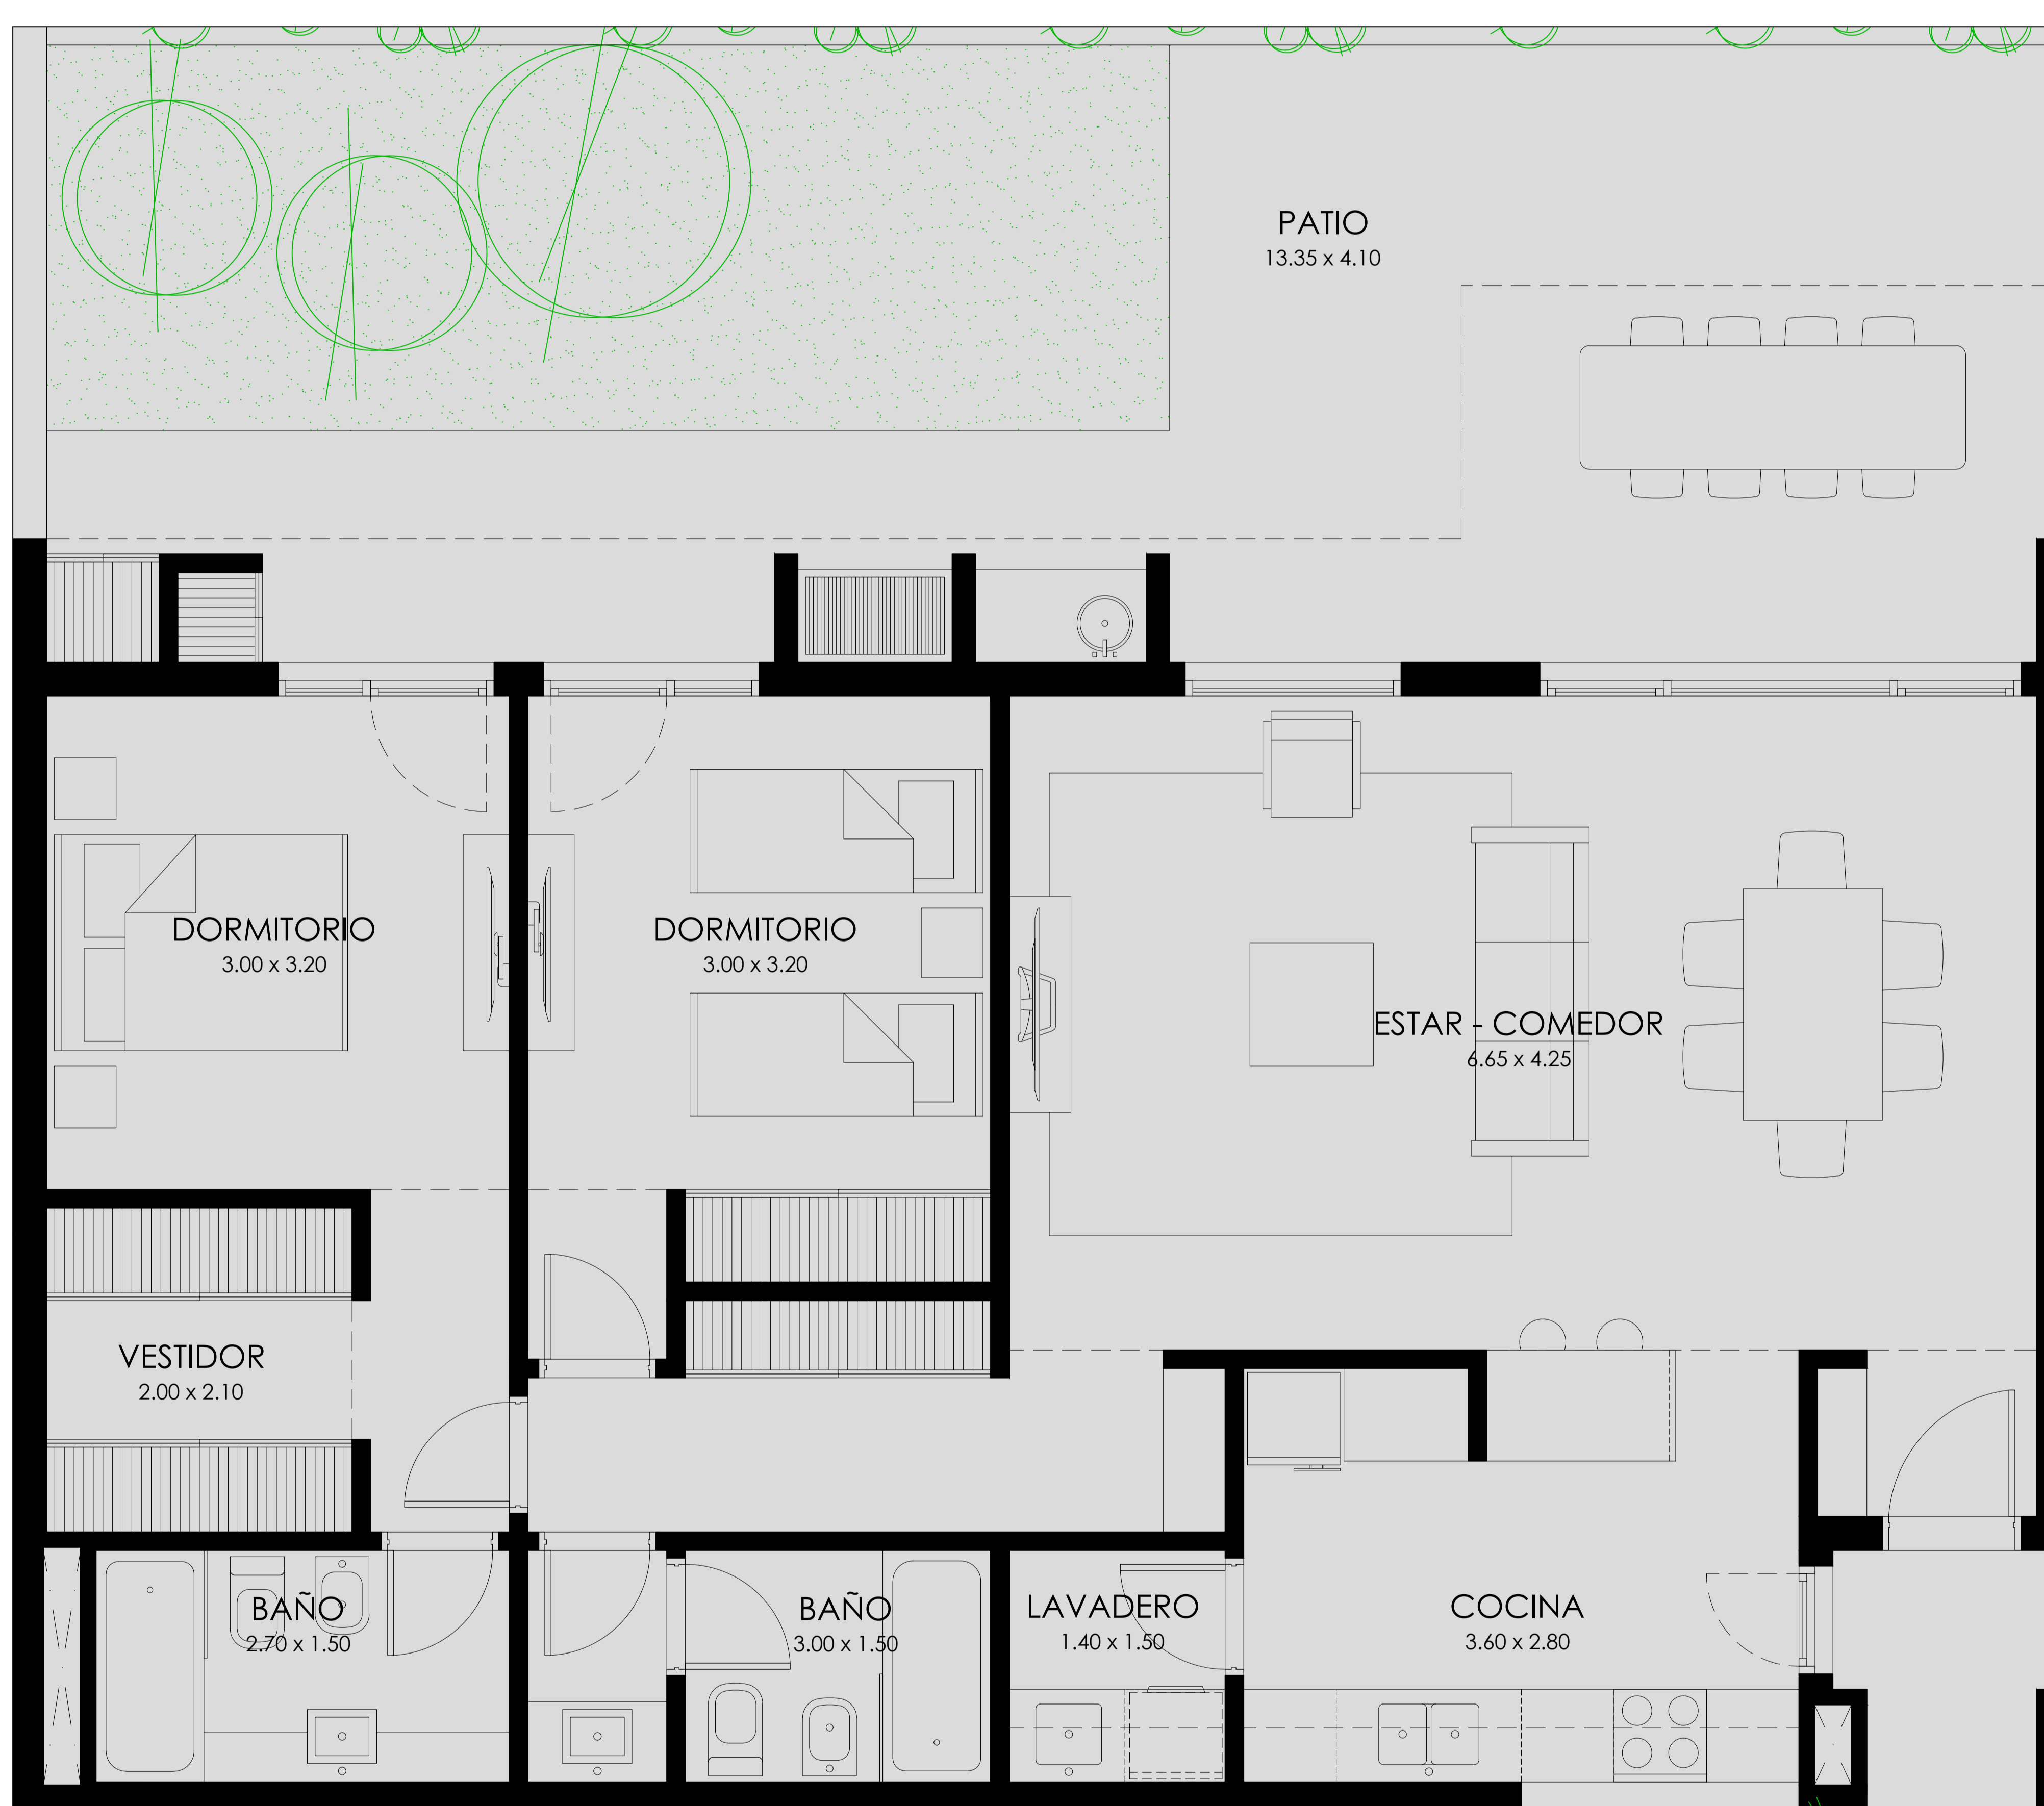 PATIO
13.35 x 4.10
DORMITORIO
3.00 x 3.20
DORMITORIO
3.00 x 3.20
ESTAR - COMEDOR
6.65 x 4.25
VESTIDOR
2.00 x 2.10
BAÑO
2.70 x 1.50
BAÑO
3.00 x 1.50
LAVADERO
1.40 x 1.50
COCINA
3.60 x 2.80